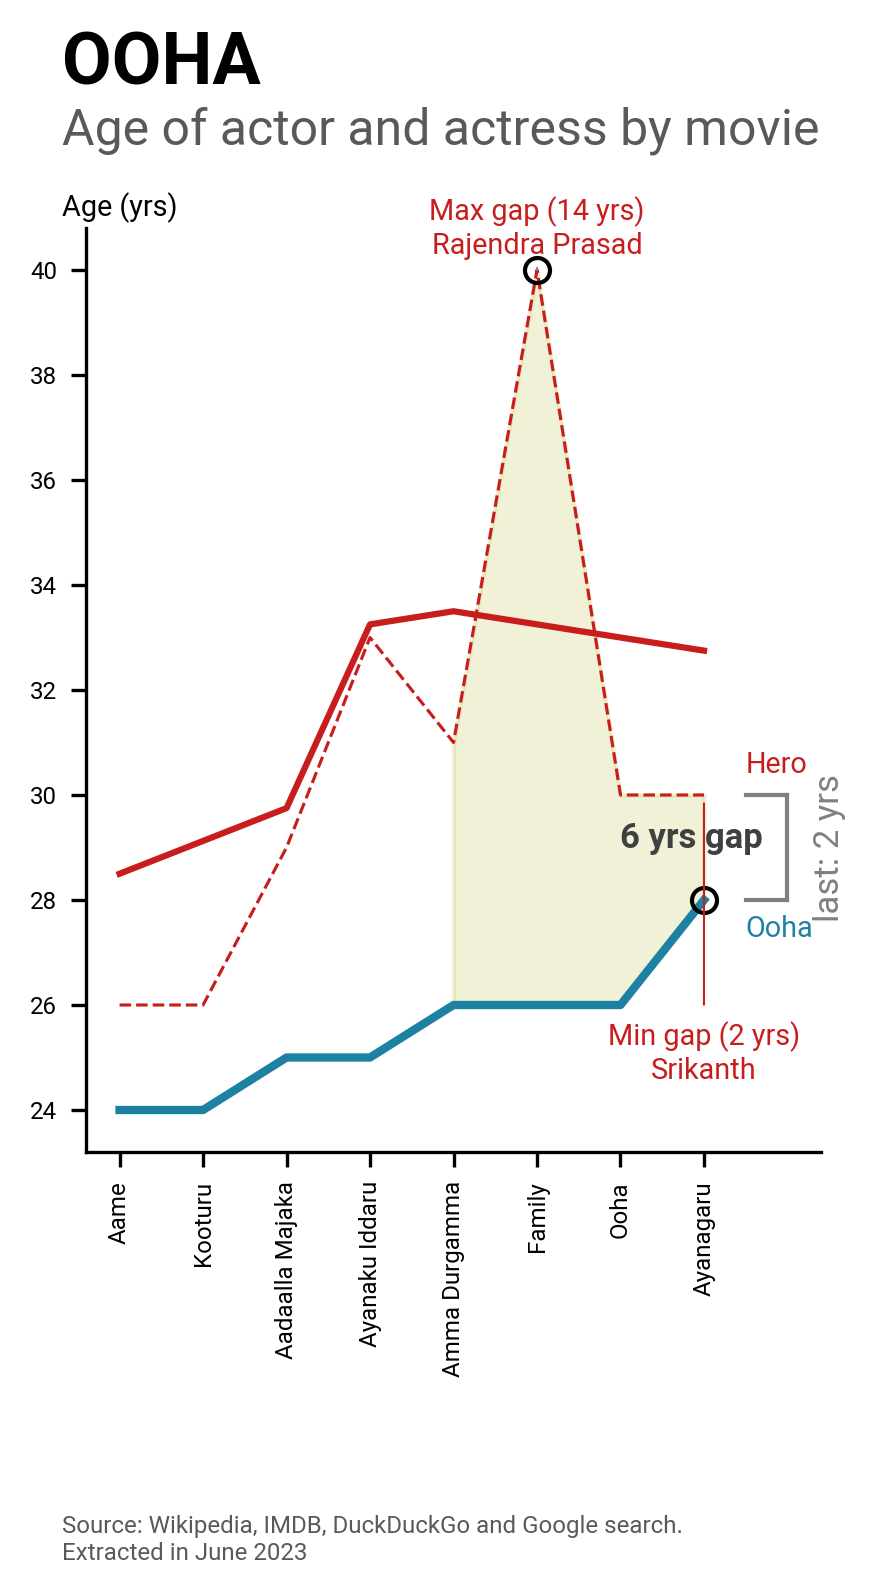 OOHA
Age of actor and actress by movie
Age (yrs)
Max gap (14 yrs)
Rajendra Prasad
40
38
36
34
32
30
28
26
24
Hero
last: 2 yrs
6 yrs gap
Ooha
Min gap (2 yrs)
Srikanth
Aame
Kooturu
Aadaalla Majaka
Ayanaku Iddaru
Amma Durgamma
Family
Ooha
Ayanagaru
Source: Wikipedia, IMDB, DuckDuckGo and Google search.
Extracted in June 2023